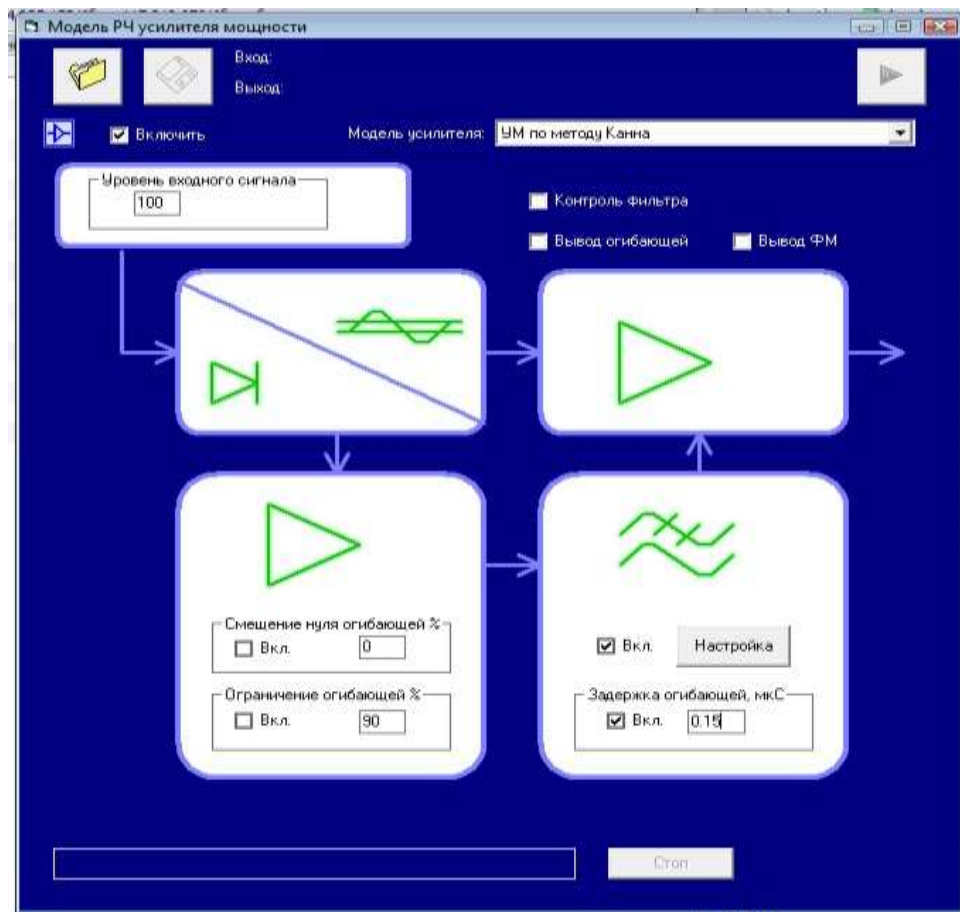 Модель РЧ усилителя мощности
Вход:
Выход:
Включить
Модель усилителя: УМ по методу Канна
Уровень входного сигнала
100
Контроль Фильтра
Вывод огибающей Вывод ФМ
Смещение нуля огибающей %
Вкл. 0
Ограничение огибающей %
Вкл. 90
Вкл. Настройка
Задержка огибающей, мкС
Вкл. 0.15
Стоп